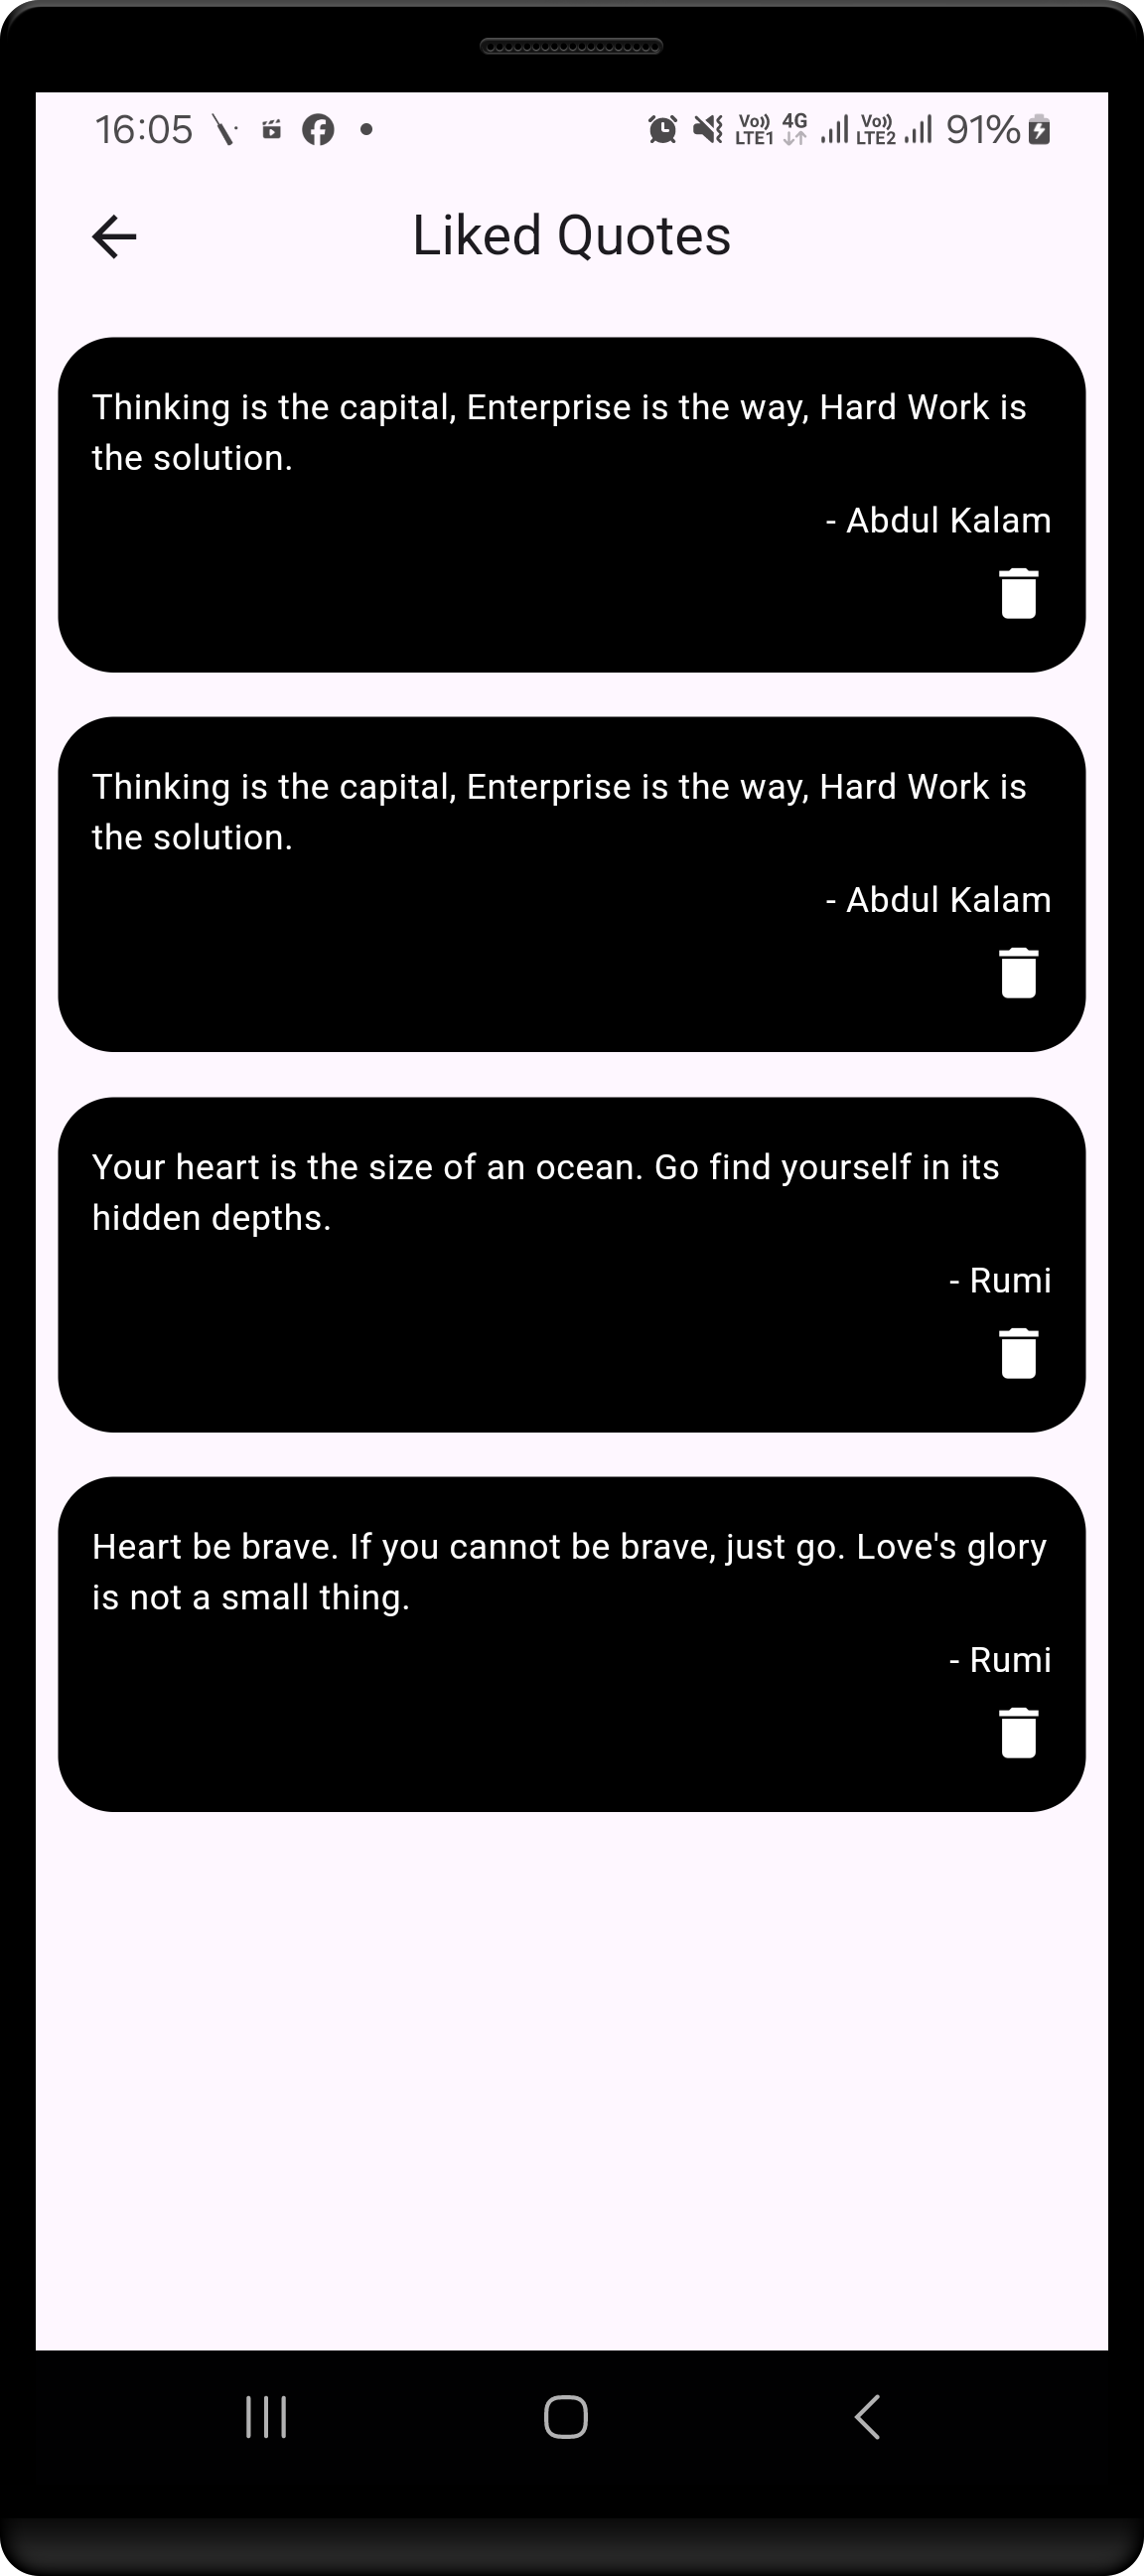 16:05 Vo)) LTE1 4G Vo)) LTE2 91%
Liked Quotes
Thinking is the capital, Enterprise is the way, Hard Work is
the solution.
- Abdul Kalam
Thinking is the capital, Enterprise is the way, Hard Work is
the solution.
- Abdul Kalam
Your heart is the size of an ocean. Go find yourself in its
hidden depths.
- Rumi
Heart be brave. If you cannot be brave, just go. Love's glory
is not a small thing.
- Rumi